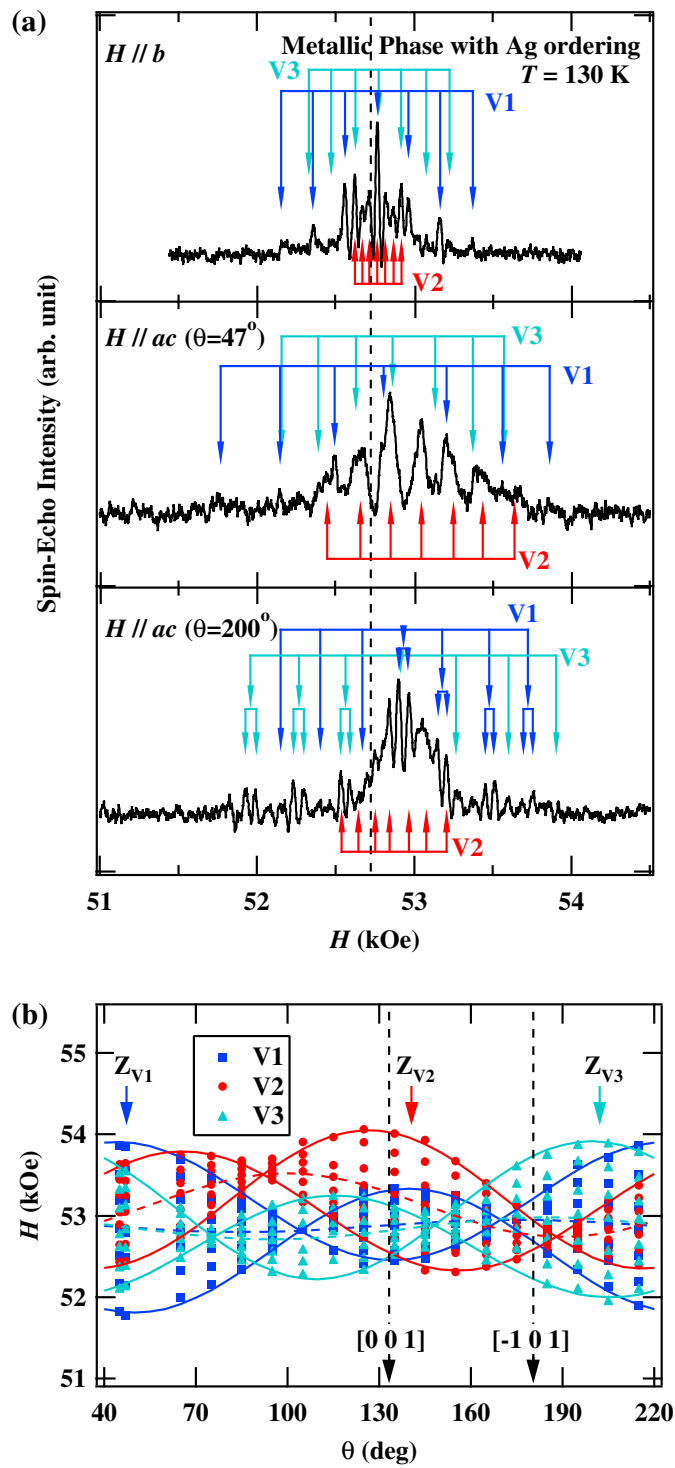 (a)
H // b
Metallic Phase with Ag ordering
T = 130 K
V3
V1
V2
H // ac (θ=47°)
V3
V1
V2
H // ac (θ=200°)
V1
V3
V2
Spin-Echo Intensity (arb. unit)
51 52 53 54
H (kOe)
(b)
55
54
53
52
51
H (kOe)
V1
V2
V3
Z_V1
Z_V2
Z_V3
[0 0 1]
[-1 0 1]
40 70 100 130 160 190 220
θ (deg)